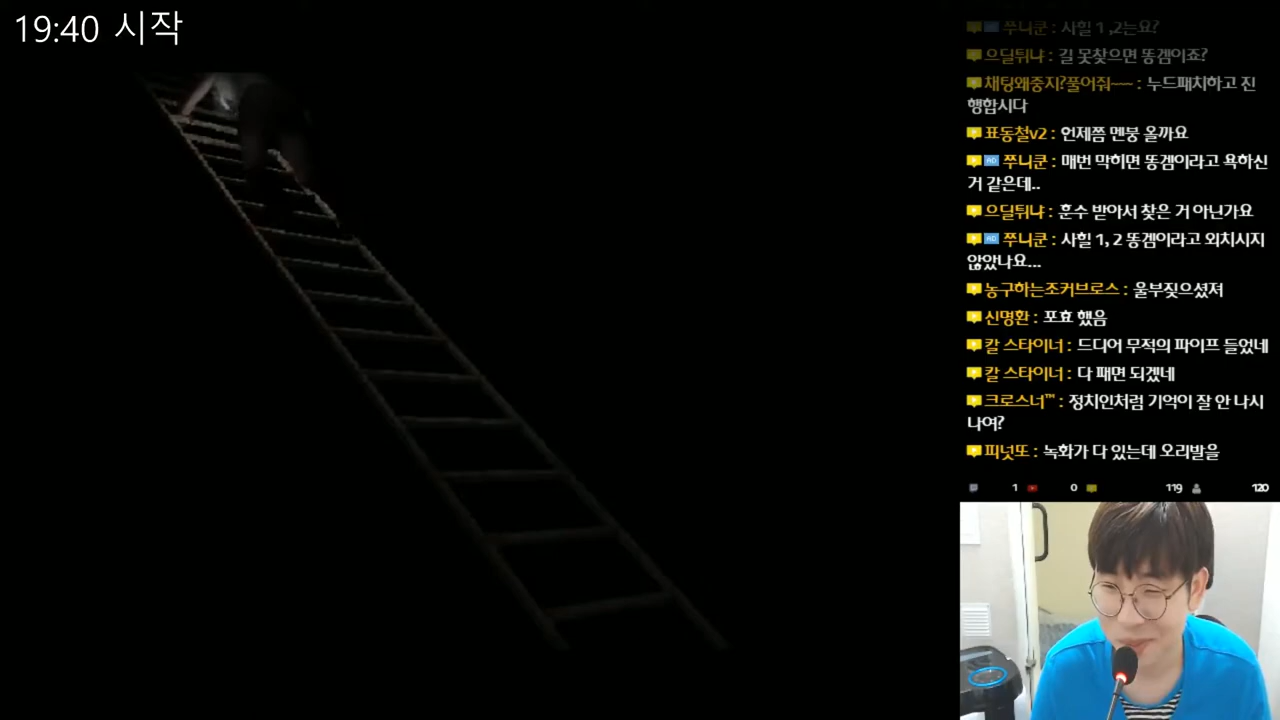 19:40 시작
쭈니쿤 : 사힐 1 ,2는요?
으딜튀냐 : 길 못찾으면 똥겜이죠?
채팅왜중지?풀어줘~~ : 누드패치하고 진
행합시다
표동철v2 : 언제쯤 멘붕 올까요
쭈니쿤 : 매번 막히면 똥겜이라고 욕하신
거 같은데..
으딜튀냐 : 훈수 받아서 찾은 거 아닌가요
쭈니쿤 : 사힐 1, 2 똥겜이라고 외치시지
않았나요...
농구하는조커브로스 : 울부짖으셨져
신명환 : 포효 했음
칼 스타이너 : 드디어 무적의 파이프 들었네
칼 스타이너 : 다 패면 되겠네
크로스너™ : 정치인처럼 기억이 잘 안 나시
나여?
피넛또 : 녹화가 다 있는데 오리발을
1 0 119 120